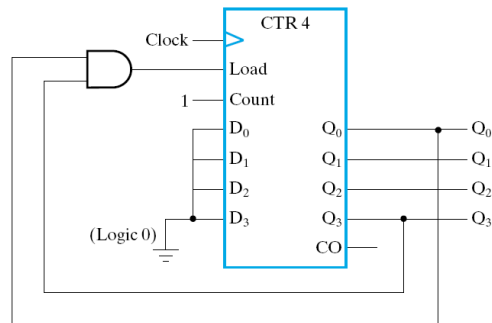 CTR 4
Clock
Load
1 Count
D₀ Q₀ Q₀
D₁ Q₁ Q₁
D₂ Q₂ Q₂
D₃ Q₃ Q₃
(Logic 0)
CO